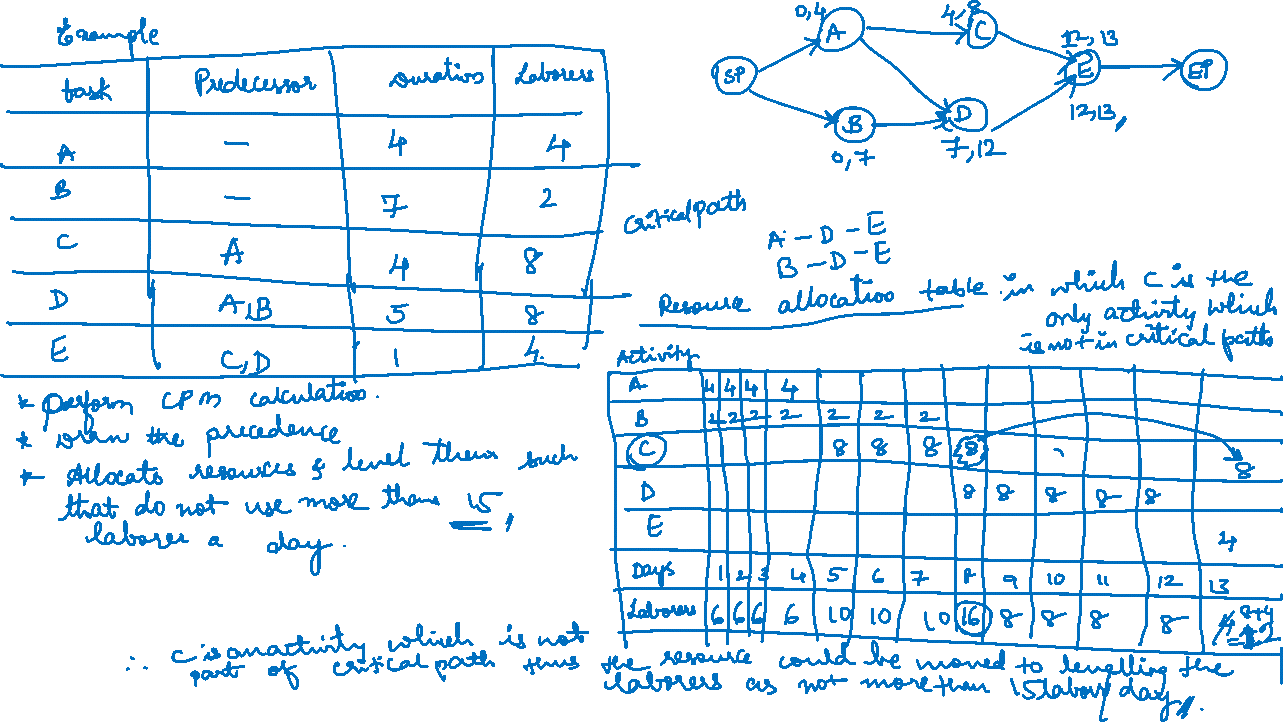 Example
task Predecessor Duration Laborers
A - 4 4
B - 7 2
C A 4 8
D A,B 5 8
E C,D 1 4
* perform CPM calculation.
* Draw the precedence
* Allocate resources & level them such
that do not use more than 15,
laborer a day.
0,4
4,8
A
C
12,13
SP
E
EP
B
D
12,13,
0,7
7,12
Critical path
A - D - E
B - D - E
Resource allocation table in which C is the
only activity which
is not in critical paths
Activity
A 4 4 4 4
B 2 2 2 2 2 2 2
C 8 8 8 8 8
D 8 8 8 8 8
E 4
Days 1 2 3 4 5 6 7 8 9 10 11 12 13
Laborers 6 6 6 6 10 10 10 16 8 8 8 8 4 8+4
=12
∴ C is an activity which is not
part of critical path thus the resource could be moved to levelling the
laborers as not more than 15 labour/day.